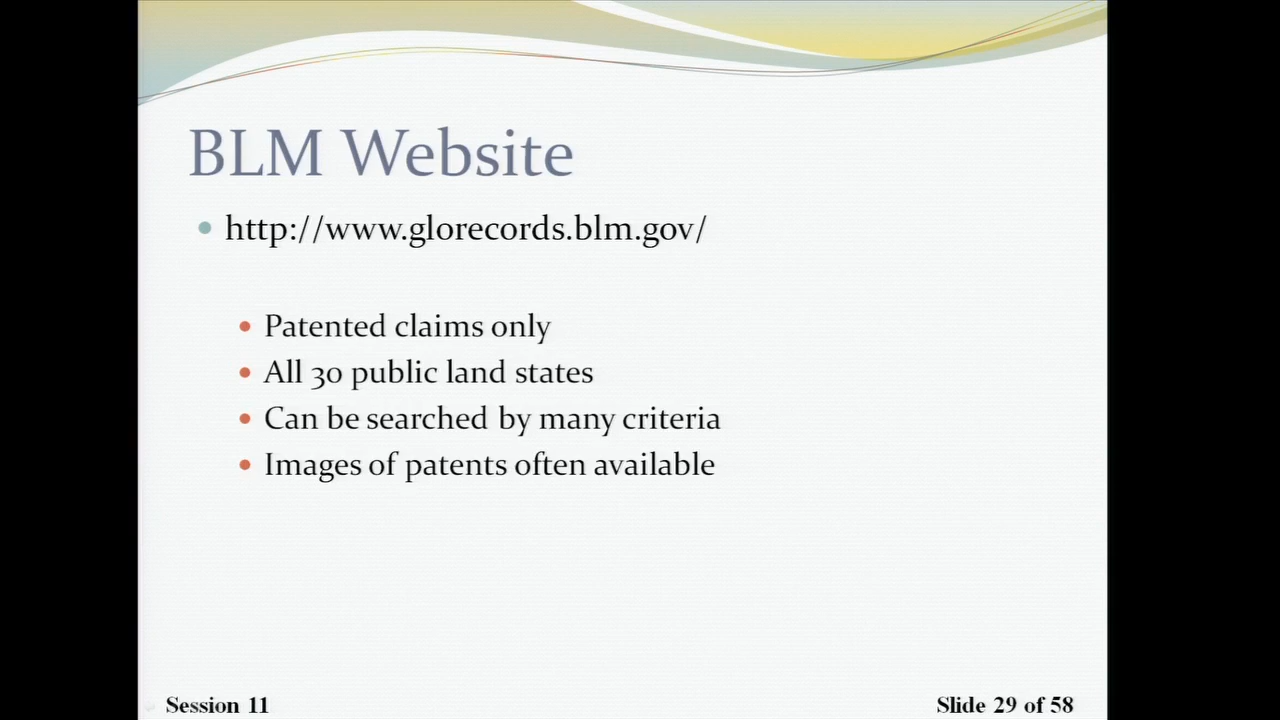 BLM Website
http://www.glorecords.blm.gov/
Patented claims only
All 30 public land states
Can be searched by many criteria
Images of patents often available
Session 11
Slide 29 of 58